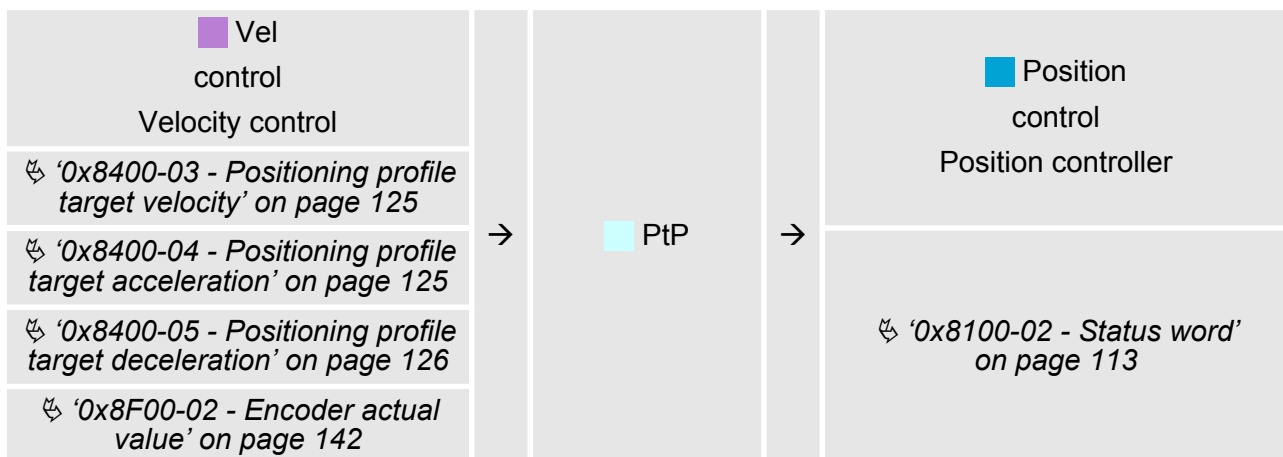 Vel
control
Velocity control
↳ '0x8400-03 - Positioning profile
target velocity' on page 125
↳ '0x8400-04 - Positioning profile
target acceleration' on page 125
↳ '0x8400-05 - Positioning profile
target deceleration' on page 126
↳ '0x8F00-02 - Encoder actual
value' on page 142
→
PtP
→
Position
control
Position controller
↳ '0x8100-02 - Status word'
on page 113